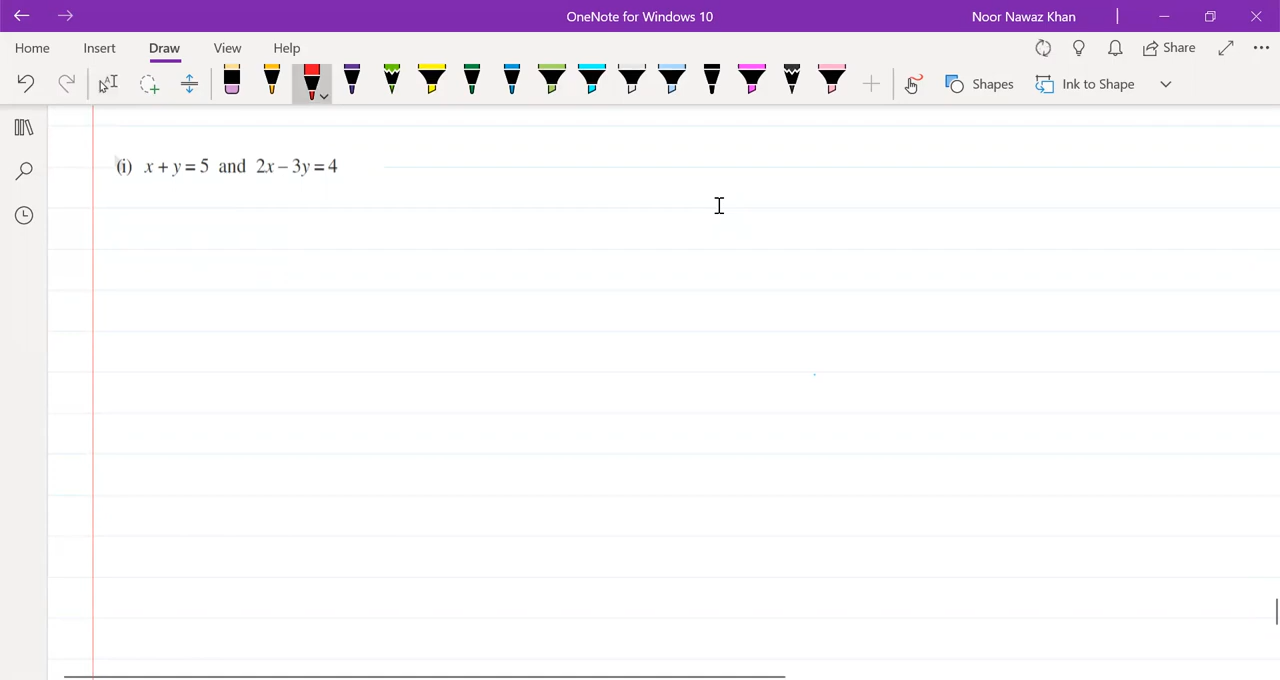 OneNote for Windows 10
Noor Nawaz Khan
Home Insert Draw View Help
Share
Shapes
Ink to Shape
(i) x + y = 5 and 2x – 3y = 4